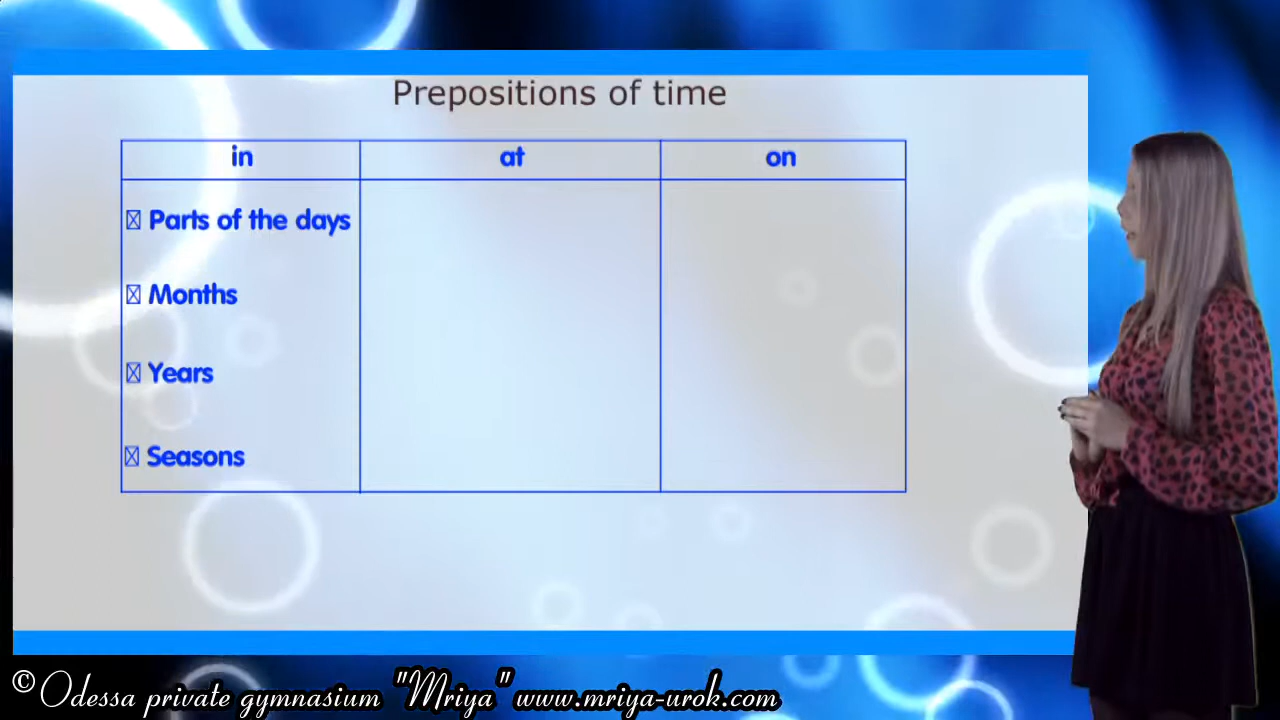 Prepositions of time
in at on
Parts of the days
Months
Years
Seasons
© Odessa private gymnasium "Mriya" www.mriya-urok.com